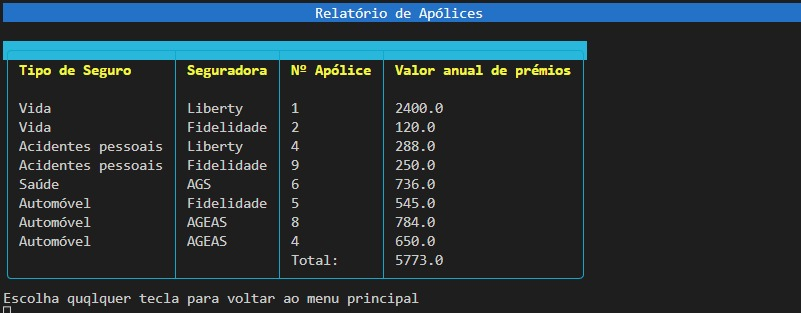 Relatório de Apólices
Tipo de Seguro Seguradora Nº Apólice Valor anual de prémios
Vida Liberty 1 2400.0
Vida Fidelidade 2 120.0
Acidentes pessoais Liberty 4 288.0
Acidentes pessoais Fidelidade 9 250.0
Saúde AGS 6 736.0
Automóvel Fidelidade 5 545.0
Automóvel AGEAS 8 784.0
Automóvel AGEAS 4 650.0
Total: 5773.0
Escolha quqlquer tecla para voltar ao menu principal